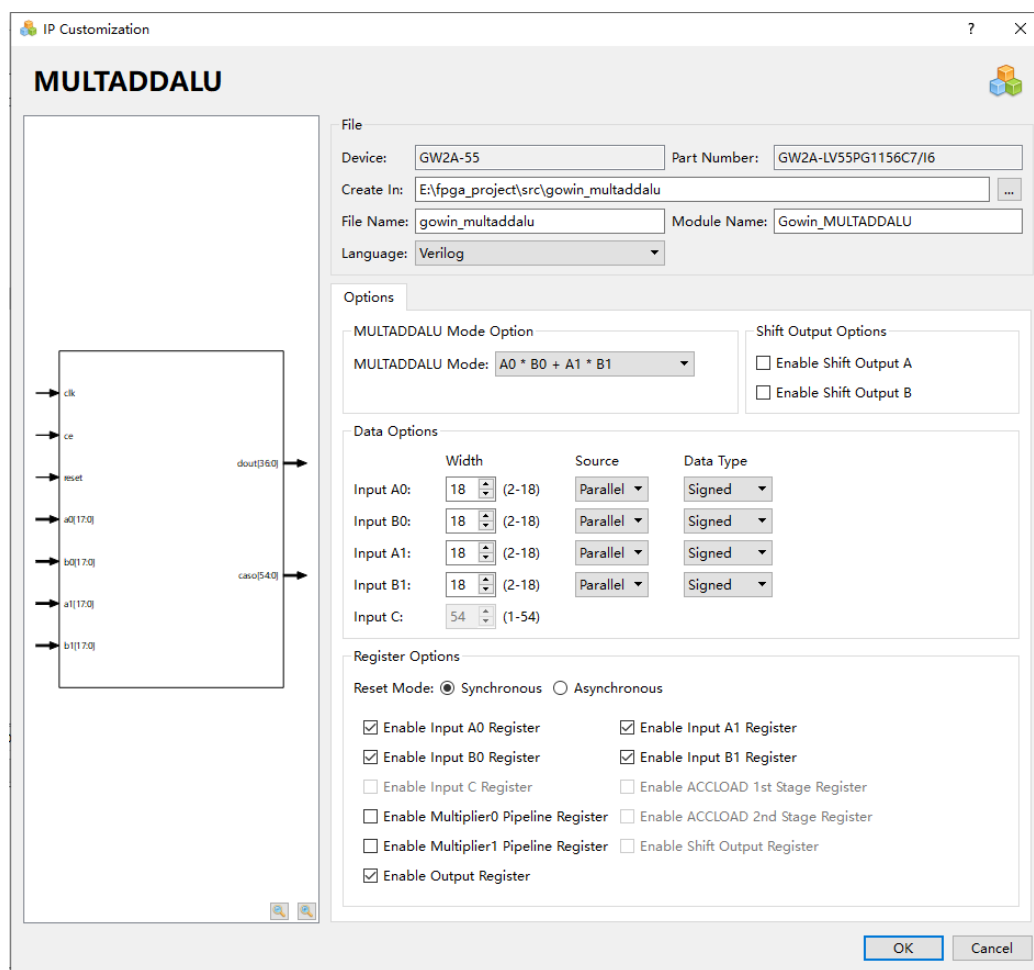 IP Customization
?
MULTADDALU
File
Device: GW2A-55 Part Number: GW2A-LV55PG1156C7/I6
Create In: E:\fpga_project\src\gowin_multaddalu ...
File Name: gowin_multaddalu Module Name: Gowin_MULTADDALU
Language: Verilog
Options
MULTADDALU Mode Option
MULTADDALU Mode: A0 * B0 + A1 * B1
Shift Output Options
Enable Shift Output A
Enable Shift Output B
clk
ce
reset
a0[17:0]
b0[17:0]
a1[17:0]
b1[17:0]
dout[36:0]
caso[54:0]
Data Options
Width Source Data Type
Input A0: 18 (2-18) Parallel Signed
Input B0: 18 (2-18) Parallel Signed
Input A1: 18 (2-18) Parallel Signed
Input B1: 18 (2-18) Parallel Signed
Input C: 54 (1-54)
Register Options
Reset Mode: Synchronous Asynchronous
Enable Input A0 Register Enable Input A1 Register
Enable Input B0 Register Enable Input B1 Register
Enable Input C Register Enable ACCLOAD 1st Stage Register
Enable Multiplier0 Pipeline Register Enable ACCLOAD 2nd Stage Register
Enable Multiplier1 Pipeline Register Enable Shift Output Register
Enable Output Register
OK Cancel